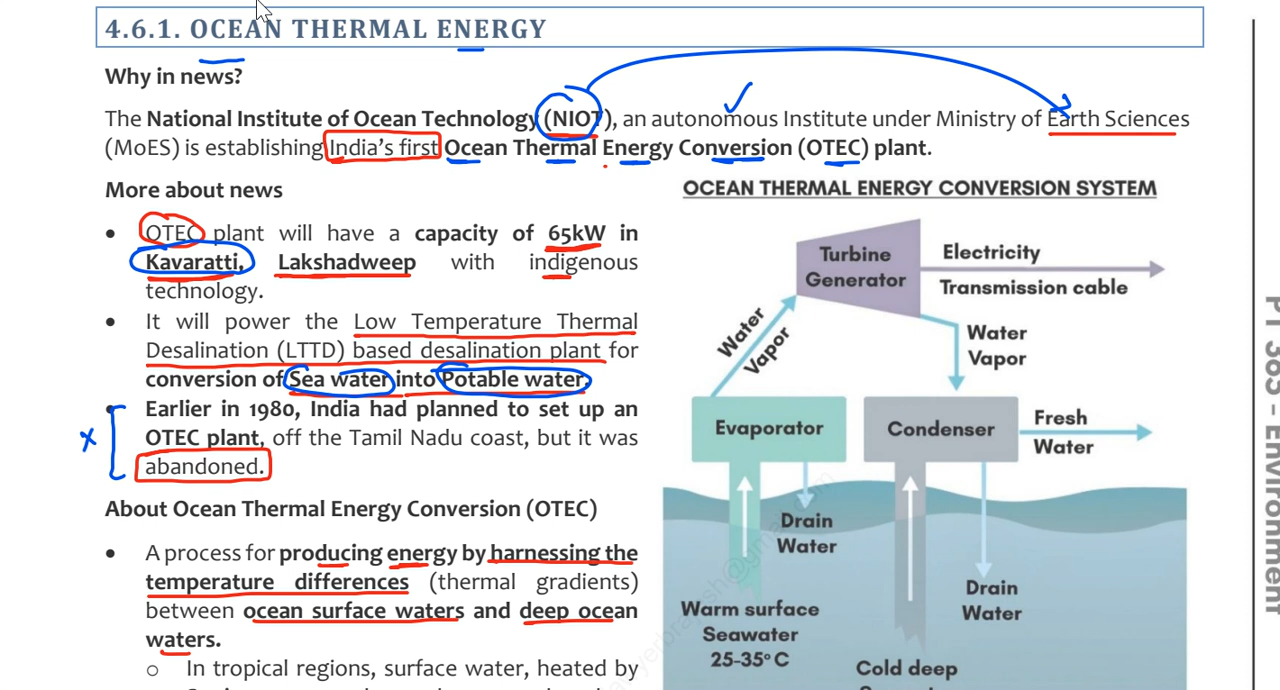 4.6.1. OCEAN THERMAL ENERGY
Why in news?
The National Institute of Ocean Technology (NIOT), an autonomous Institute under Ministry of Earth Sciences
(MoES) is establishing India's first Ocean Thermal Energy Conversion (OTEC) plant.
More about news
• OTEC plant will have a capacity of 65kW in
Kavaratti, Lakshadweep with indigenous
technology.
• It will power the Low Temperature Thermal
Desalination (LTTD) based desalination plant for
conversion of Sea water into Potable water.
• Earlier in 1980, India had planned to set up an
OTEC plant, off the Tamil Nadu coast, but it was
abandoned.
About Ocean Thermal Energy Conversion (OTEC)
• A process for producing energy by harnessing the
temperature differences (thermal gradients)
between ocean surface waters and deep ocean
waters.
o In tropical regions, surface water, heated by
OCEAN THERMAL ENERGY CONVERSION SYSTEM
Turbine
Generator
Electricity
Transmission cable
Water
Vapor
Water
Vapor
Evaporator
Condenser
Fresh
Water
Drain
Water
Drain
Water
Warm surface
Seawater
25-35° C
Cold deep
PT 365 - Environment